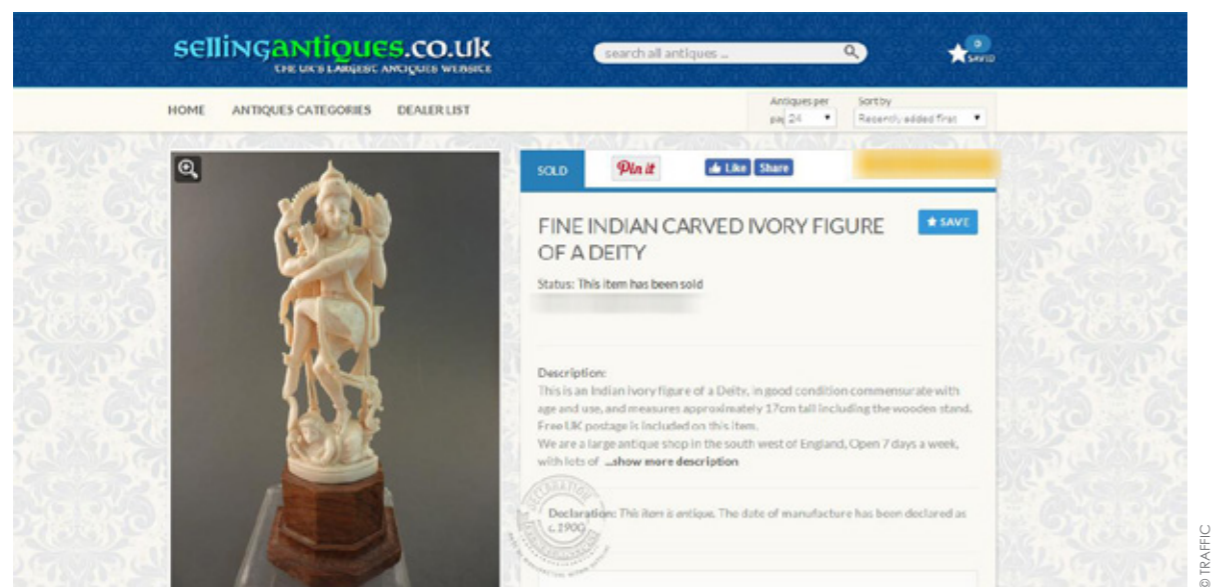 sellingantiques.co.uk
THE UK'S LARGEST ANTIQUES WEBSITE
search all antiques ...
0
SAVED
HOME ANTIQUES CATEGORIES DEALER LIST
Antiques per
24
Sort by
Recently added first
SOLD
Pin it
Like Share
FINE INDIAN CARVED IVORY FIGURE
OF A DEITY
SAVE
Status: This item has been sold
Description:
This is an Indian ivory figure of a Deity, in good condition commensurate with
age and use, and measures approximately 17cm tall including the wooden stand.
Free UK postage is included on this item.
We are a large antique shop in the south west of England, Open 7 days a week,
with lots of ...show more description
DECLARATION
Declaration: This item is antique. The date of manufacture has been declared as
c.1900
© TRAFFIC